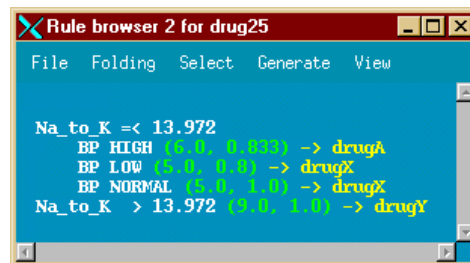 Rule browser 2 for drug25
File Folding Select Generate View
Na_to_K =< 13.972
BP HIGH (6.0, 0.833) -> drugA
BP LOW (5.0, 0.8) -> drugX
BP NORMAL (5.0, 1.0) -> drugX
Na_to_K > 13.972 (9.0, 1.0) -> drugY